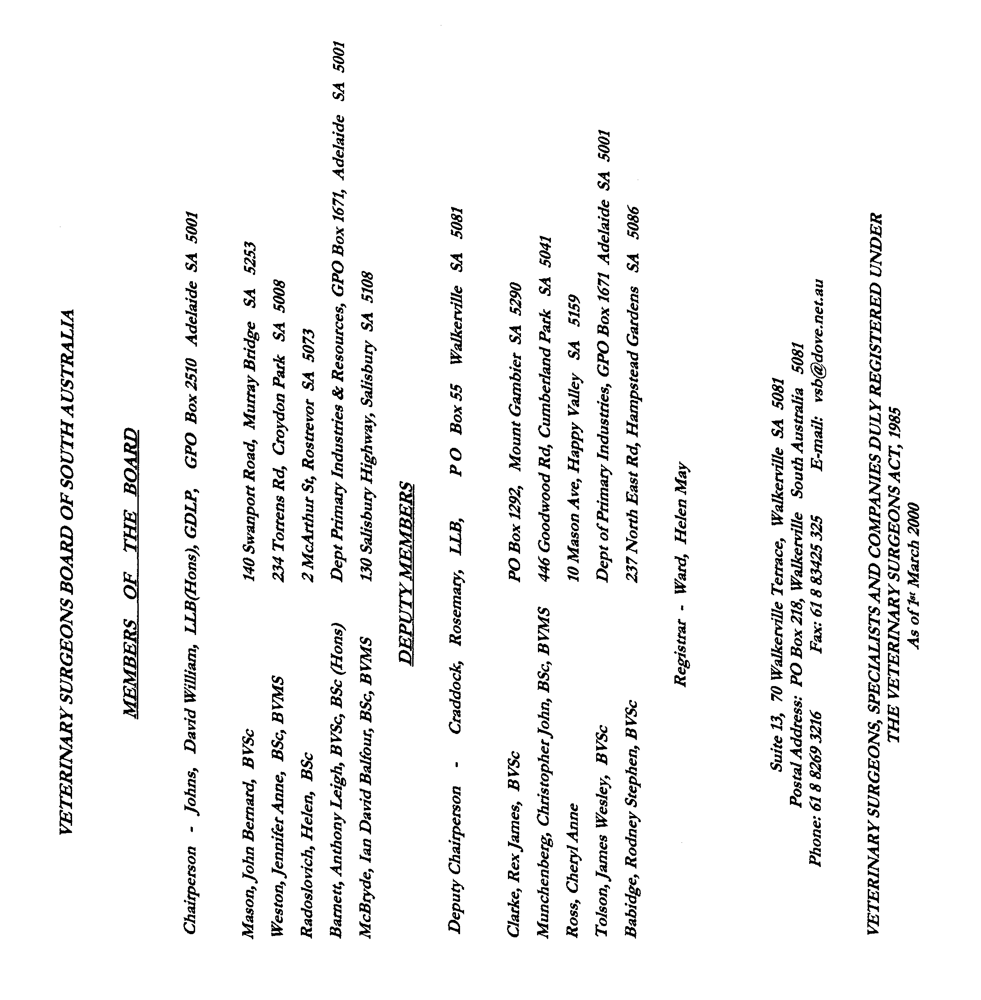 VETERINARY SURGEONS BOARD OF SOUTH AUSTRALIA
MEMBERS OF THE BOARD
Chairperson - Johns, David William, LLB(Hons), GDLP, GPO Box 2510 Adelaide SA 5001
Mason, John Bernard, BVSc 140 Swanport Road, Murray Bridge SA 5253
Weston, Jennifer Anne, BSc, BVMS 234 Torrens Rd, Croydon Park SA 5008
Radoslovich, Helen, BSc 2 McArthur St, Rostrevor SA 5073
Barnett, Anthony Leigh, BVSc, BSc (Hons) Dept Primary Industries & Resources, GPO Box 1671, Adelaide SA 5001
McBryde, Ian David Balfour, BSc, BVMS 130 Salisbury Highway, Salisbury SA 5108
DEPUTY MEMBERS
Deputy Chairperson - Craddock, Rosemary, LLB, P O Box 55 Walkerville SA 5081
Clarke, Rex James, BVSc PO Box 1292, Mount Gambier SA 5290
Munchenberg, Christopher John, BSc, BVMS 446 Goodwood Rd, Cumberland Park SA 5041
Ross, Cheryl Anne 10 Mason Ave, Happy Valley SA 5159
Tolson, James Wesley, BVSc Dept of Primary Industries, GPO Box 1671 Adelaide SA 5001
Babidge, Rodney Stephen, BVSc 237 North East Rd, Hampstead Gardens SA 5086
Registrar - Ward, Helen May
Suite 13, 70 Walkerville Terrace, Walkerville SA 5081
Postal Address: PO Box 218, Walkerville South Australia 5081
Phone: 61 8 8269 3216 Fax: 61 8 83425 325 E-mail: vsb@dove.net.au
VETERINARY SURGEONS, SPECIALISTS AND COMPANIES DULY REGISTERED UNDER
THE VETERINARY SURGEONS ACT, 1985
As of 1st March 2000